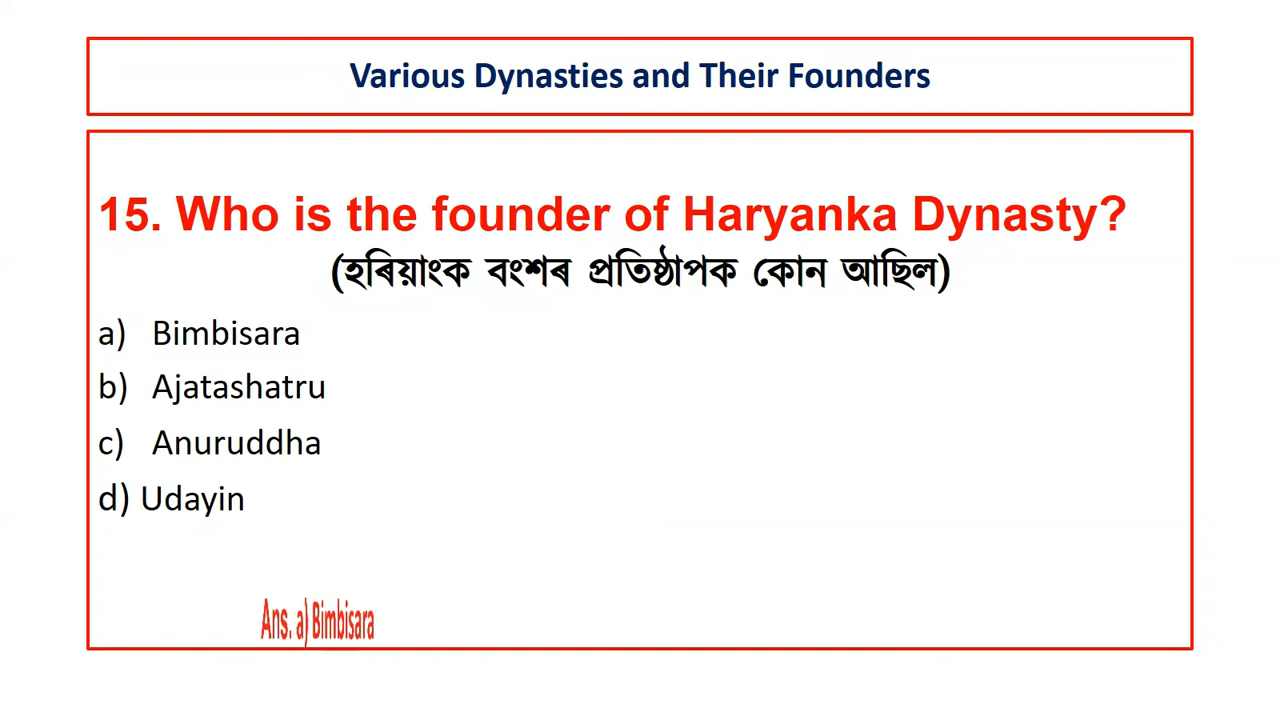 Various Dynasties and Their Founders
15. Who is the founder of Haryanka Dynasty?
(হৰিয়াংক বংশৰ প্ৰতিষ্ঠাপক কোন আছিল)
a) Bimbisara
b) Ajatashatru
c) Anuruddha
d) Udayin
Ans. a) Bimbisara